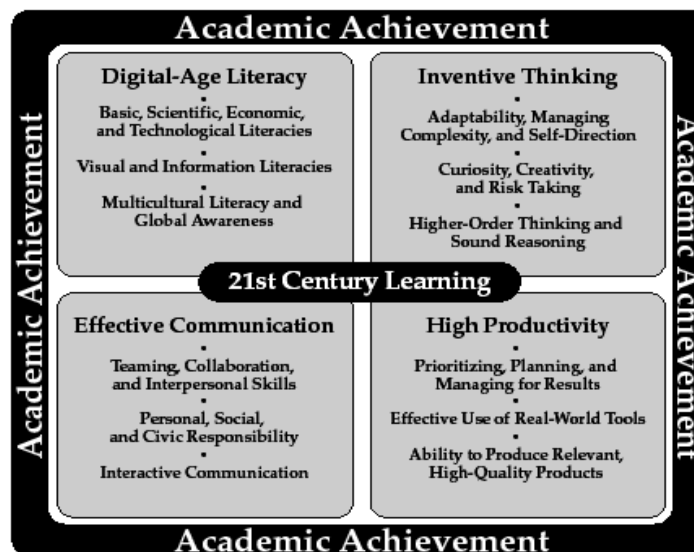 Academic Achievement
Academic Achievement
Digital-Age Literacy
•
Basic, Scientific, Economic,
and Technological Literacies
•
Visual and Information Literacies
•
Multicultural Literacy and
Global Awareness
Inventive Thinking
•
Adaptability, Managing
Complexity, and Self-Direction
•
Curiosity, Creativity,
and Risk Taking
•
Higher-Order Thinking and
Sound Reasoning
Academic Achievement
21st Century Learning
Effective Communication
•
Teaming, Collaboration,
and Interpersonal Skills
•
Personal, Social,
and Civic Responsibility
•
Interactive Communication
High Productivity
•
Prioritizing, Planning, and
Managing for Results
•
Effective Use of Real-World Tools
•
Ability to Produce Relevant,
High-Quality Products
Academic Achievement